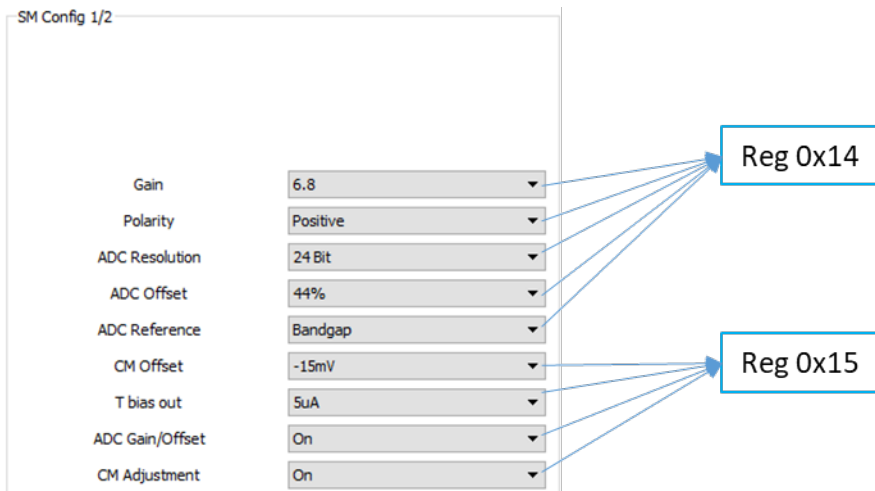 SM Config 1/2
Gain 6.8
Polarity Positive
ADC Resolution 24 Bit
ADC Offset 44%
ADC Reference Bandgap
CM Offset -15mV
T bias out 5uA
ADC Gain/Offset On
CM Adjustment On
Reg 0x14
Reg 0x15